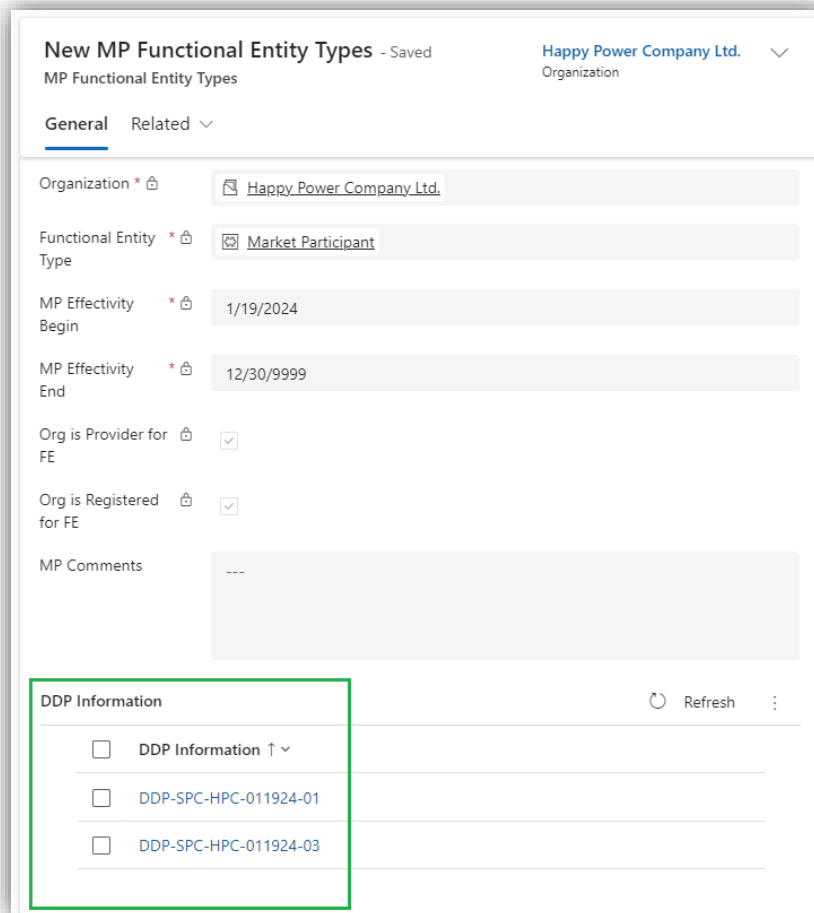 New MP Functional Entity Types - Saved
MP Functional Entity Types
Happy Power Company Ltd.
Organization
General Related
Organization *
Happy Power Company Ltd.
Functional Entity *
Type
Market Participant
MP Effectivity *
Begin
1/19/2024
MP Effectivity *
End
12/30/9999
Org is Provider for
FE
Org is Registered
for FE
MP Comments
---
DDP Information
Refresh
DDP Information ↑
DDP-SPC-HPC-011924-01
DDP-SPC-HPC-011924-03